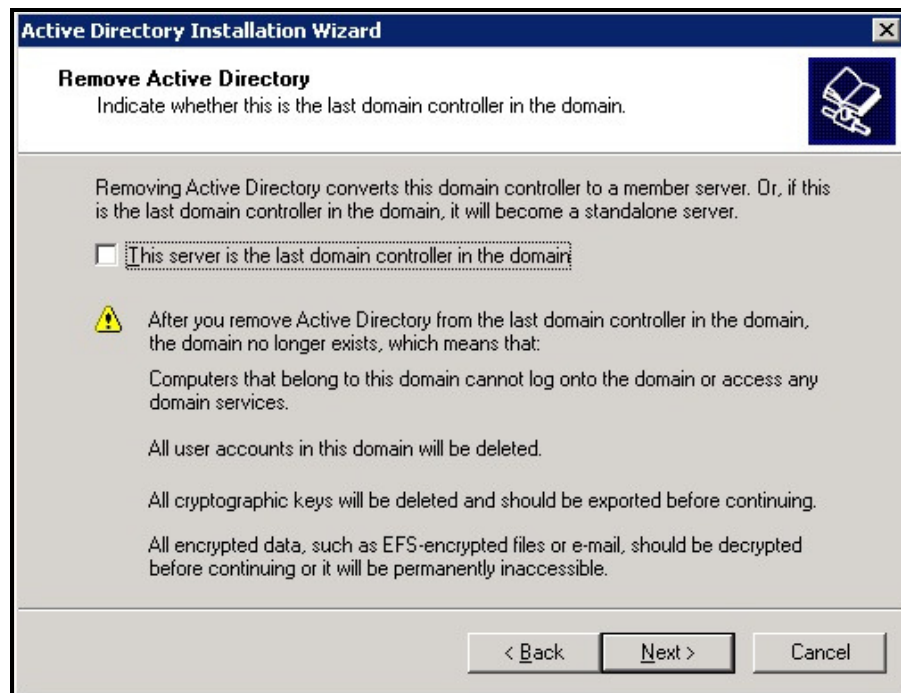 Active Directory Installation Wizard
Remove Active Directory
Indicate whether this is the last domain controller in the domain.
Removing Active Directory converts this domain controller to a member server. Or, if this
is the last domain controller in the domain, it will become a standalone server.
This server is the last domain controller in the domain
After you remove Active Directory from the last domain controller in the domain,
the domain no longer exists, which means that:
Computers that belong to this domain cannot log onto the domain or access any
domain services.
All user accounts in this domain will be deleted.
All cryptographic keys will be deleted and should be exported before continuing.
All encrypted data, such as EFS-encrypted files or e-mail, should be decrypted
before continuing or it will be permanently inaccessible.
< Back
Next >
Cancel